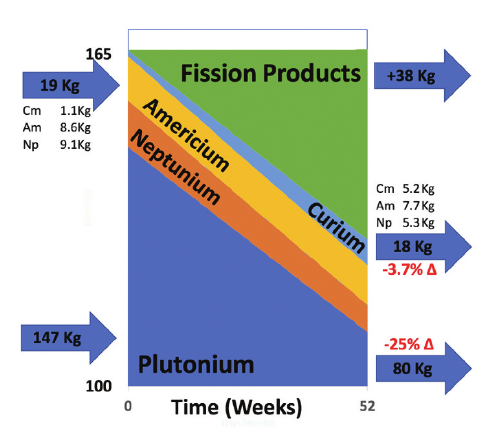 165
19 Kg
Cm 1.1Kg
Am 8.6Kg
Np 9.1Kg
147 Kg
100
Fission Products
Americium
Neptunium
Curium
Plutonium
0
Time (Weeks)
52
+38 Kg
Cm 5.2Kg
Am 7.7Kg
Np 5.3Kg
18 Kg
-3.7% Δ
-25% Δ
80 Kg